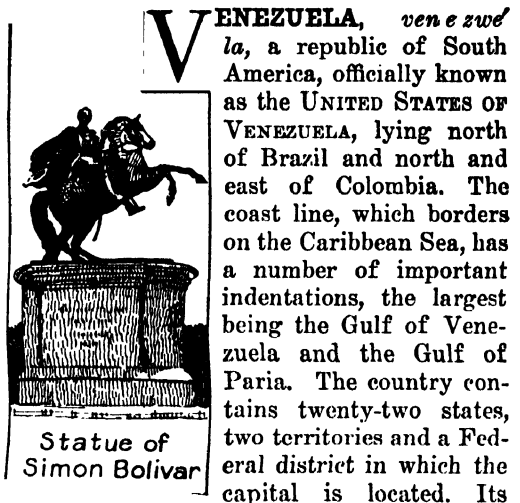 VENEZUELA, ven e zwe´
la, a republic of South
America, officially known
as the UNITED STATES OF
VENEZUELA, lying north
of Brazil and north and
east of Colombia. The
coast line, which borders
on the Caribbean Sea, has
a number of important
indentations, the largest
being the Gulf of Vene-
zuela and the Gulf of
Paria. The country con-
tains twenty-two states,
two territories and a Fed-
eral district in which the
capital is located. Its
Statue of
Simon Bolivar